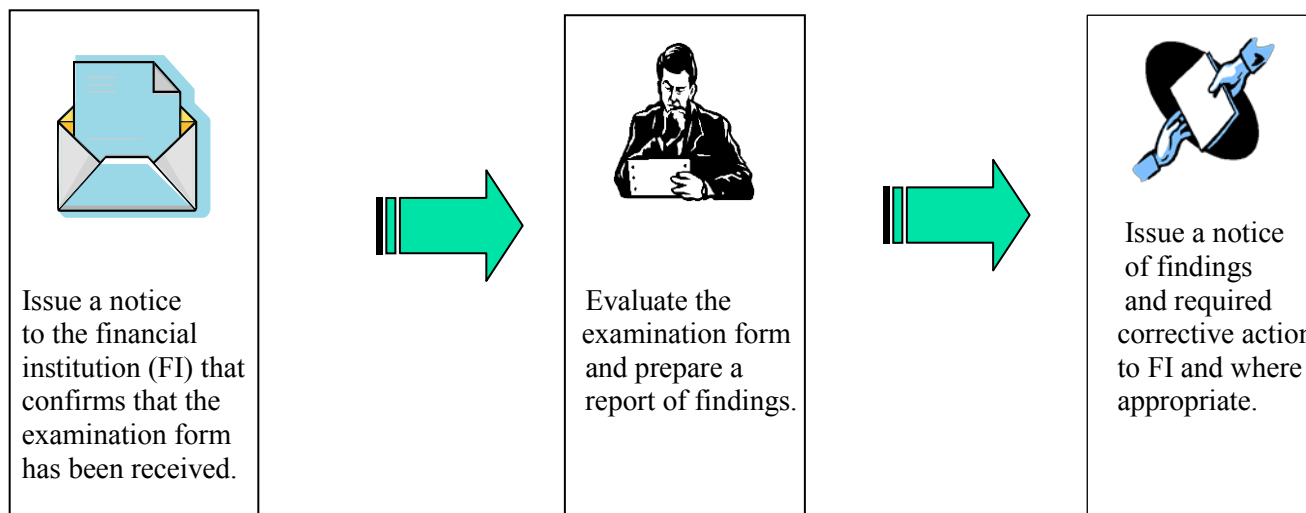 Issue a notice
to the financial
institution (FI) that
confirms that the
examination form
has been received.
Evaluate the
examination form
and prepare a
report of findings.
Issue a notice
of findings
and required
corrective action
to FI and where
appropriate.